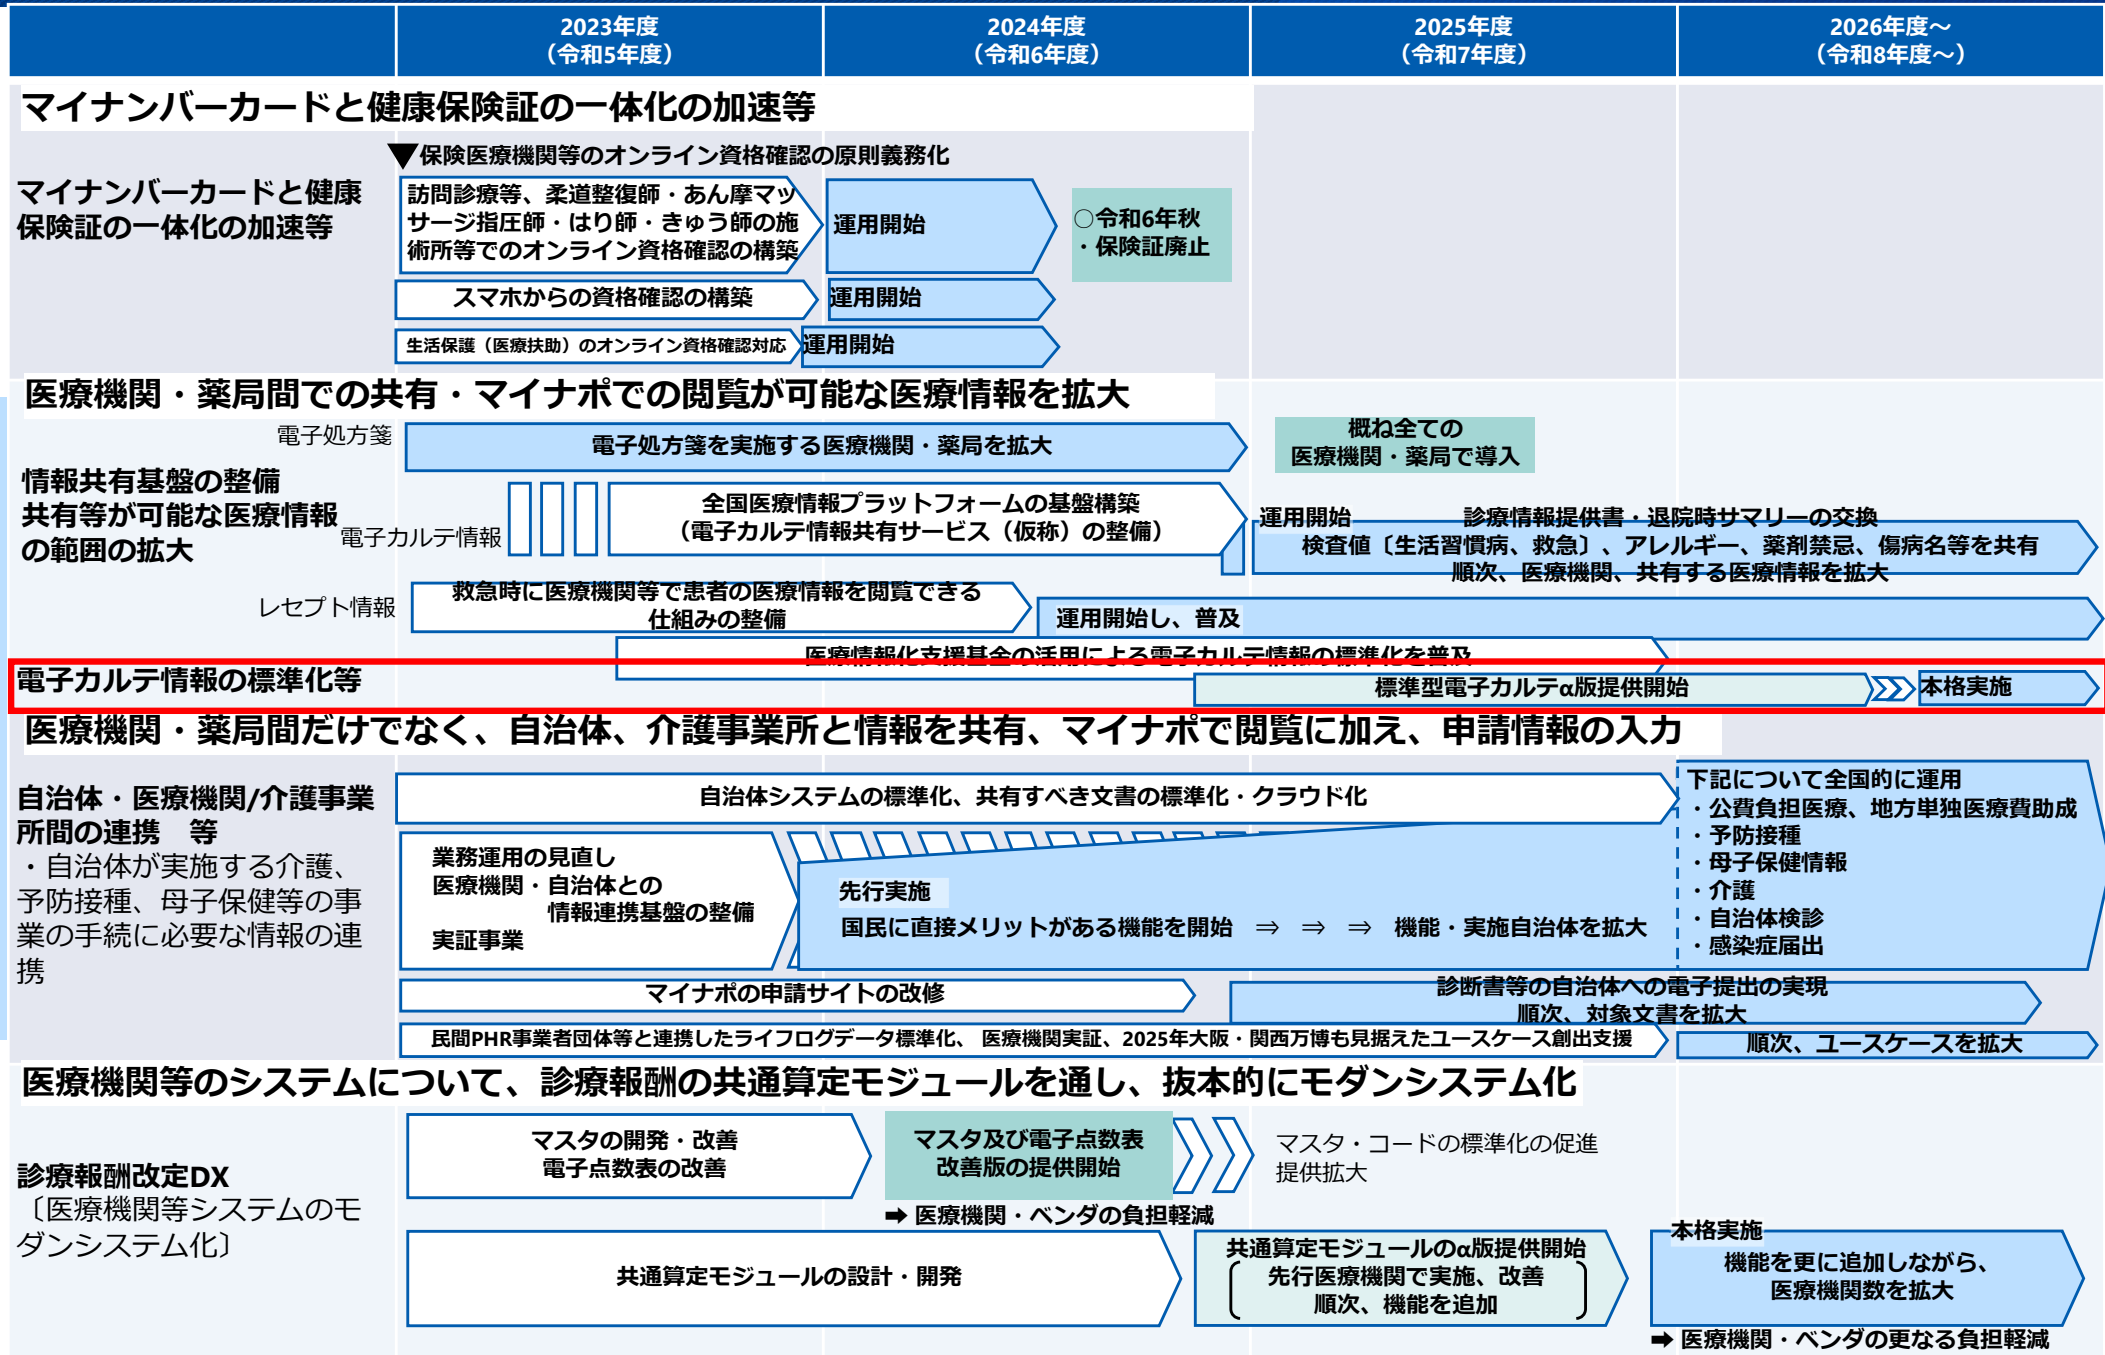 2023年度
（令和5年度）
2024年度
（令和6年度）
2025年度
（令和7年度）
2026年度～
（令和8年度～）
マイナンバーカードと健康保険証の一体化の加速等
マイナンバーカードと健康
保険証の一体化の加速等
▼保険医療機関等のオンライン資格確認の原則義務化
訪問診療等、柔道整復師・あん摩マッ
サージ指圧師・はり師・きゅう師の施
術所等でのオンライン資格確認の構築
運用開始
○令和6年秋
・保険証廃止
スマホからの資格確認の構築
運用開始
生活保護（医療扶助）のオンライン資格確認対応
運用開始
医療機関・薬局間での共有・マイナポでの閲覧が可能な医療情報を拡大
情報共有基盤の整備
共有等が可能な医療情報
の範囲の拡大
電子処方箋
電子処方箋を実施する医療機関・薬局を拡大
概ね全ての
医療機関・薬局で導入
電子カルテ情報
全国医療情報プラットフォームの基盤構築
（電子カルテ情報共有サービス（仮称）の整備）
運用開始
診療情報提供書・退院時サマリーの交換
検査値〔生活習慣病、救急〕、アレルギー、薬剤禁忌、傷病名等を共有
順次、医療機関、共有する医療情報を拡大
レセプト情報
救急時に医療機関等で患者の医療情報を閲覧できる
仕組みの整備
運用開始し、普及
医療情報化支援基金の活用による電子カルテ情報の標準化を普及
電子カルテ情報の標準化等
標準型電子カルテα版提供開始
本格実施
医療機関・薬局間だけでなく、自治体、介護事業所と情報を共有、マイナポで閲覧に加え、申請情報の入力
自治体・医療機関/介護事業
所間の連携　等
・自治体が実施する介護、
予防接種、母子保健等の事
業の手続に必要な情報の連
携
自治体システムの標準化、共有すべき文書の標準化・クラウド化
業務運用の見直し
医療機関・自治体との
情報連携基盤の整備
実証事業
先行実施
国民に直接メリットがある機能を開始　⇒　⇒　⇒　機能・実施自治体を拡大
下記について全国的に運用
・公費負担医療、地方単独医療費助成
・予防接種
・母子保健情報
・介護
・自治体検診
・感染症届出
マイナポの申請サイトの改修
診断書等の自治体への電子提出の実現
順次、対象文書を拡大
民間PHR事業者団体等と連携したライフログデータ標準化、 医療機関実証、2025年大阪・関西万博も見据えたユースケース創出支援
順次、ユースケースを拡大
医療機関等のシステムについて、診療報酬の共通算定モジュールを通し、抜本的にモダンシステム化
診療報酬改定DX
〔医療機関等システムのモ
ダンシステム化〕
マスタの開発・改善
電子点数表の改善
マスタ及び電子点数表
改善版の提供開始
マスタ・コードの標準化の促進
提供拡大
➡ 医療機関・ベンダの負担軽減
共通算定モジュールの設計・開発
共通算定モジュールのα版提供開始
先行医療機関で実施、改善
順次、機能を追加
本格実施
機能を更に追加しながら、
医療機関数を拡大
➡ 医療機関・ベンダの更なる負担軽減